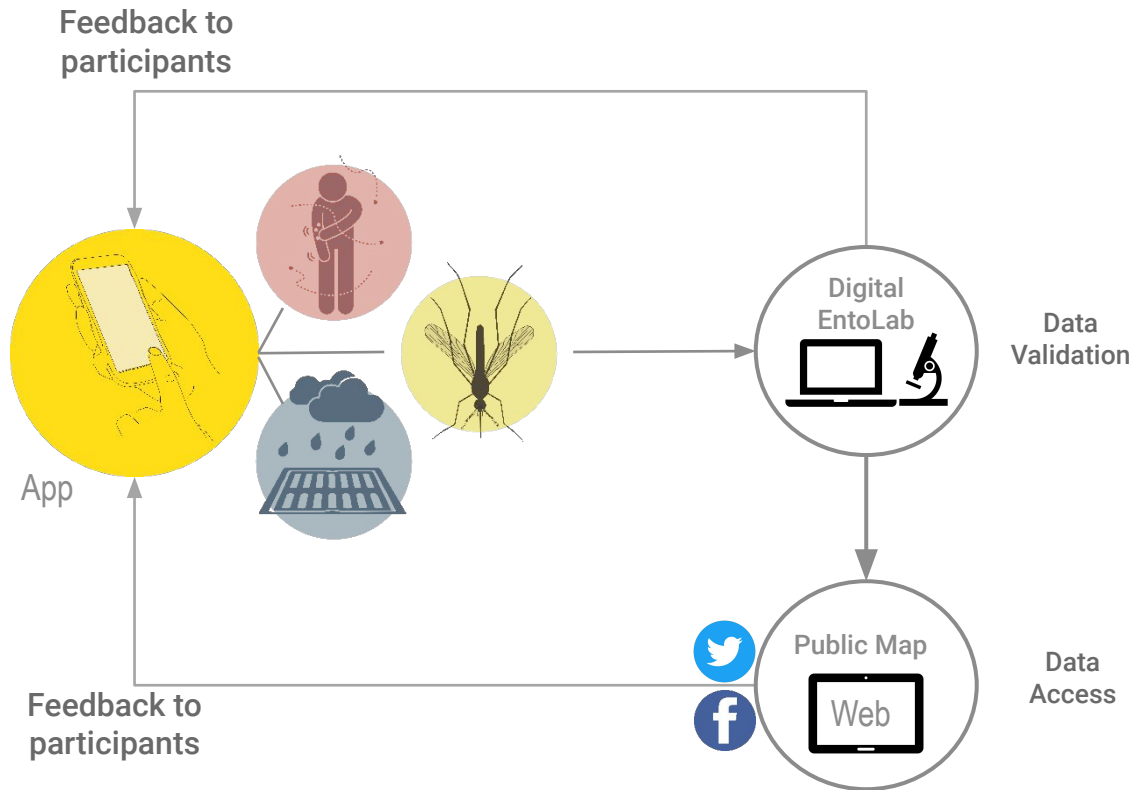 Feedback to
participants
Digital
EntoLab
Data
Validation
App
Public Map
Web
Data
Access
Feedback to
participants